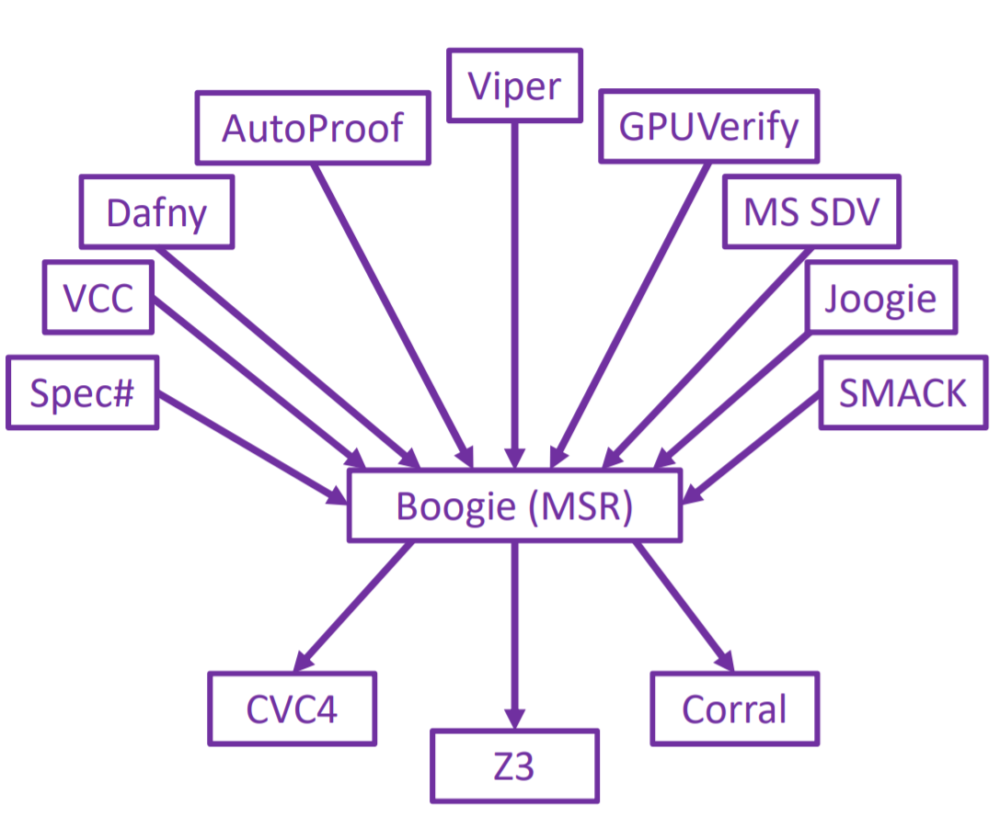 Viper
AutoProof
GPUVerify
Dafny
MS SDV
VCC
Joogie
Spec#
SMACK
Boogie (MSR)
CVC4
Corral
Z3